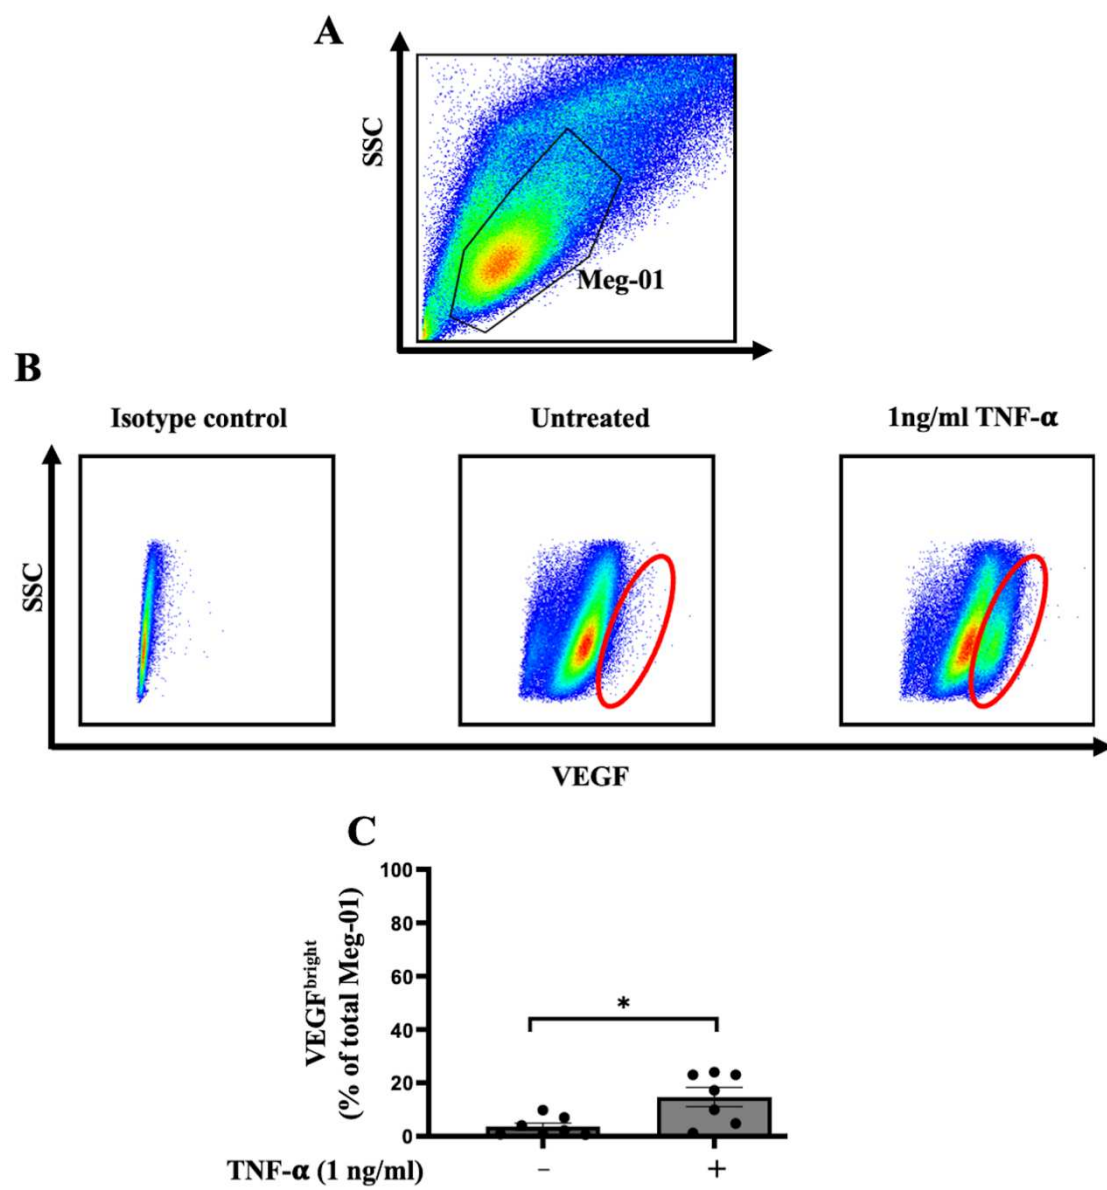 A
SSC
Meg-01
B
Isotype control
Untreated
1ng/ml TNF-α
SSC
VEGF
C
VEGFbright
(% of total Meg-01)
100
80
60
40
20
0
*
TNF-α (1 ng/ml)
−
+